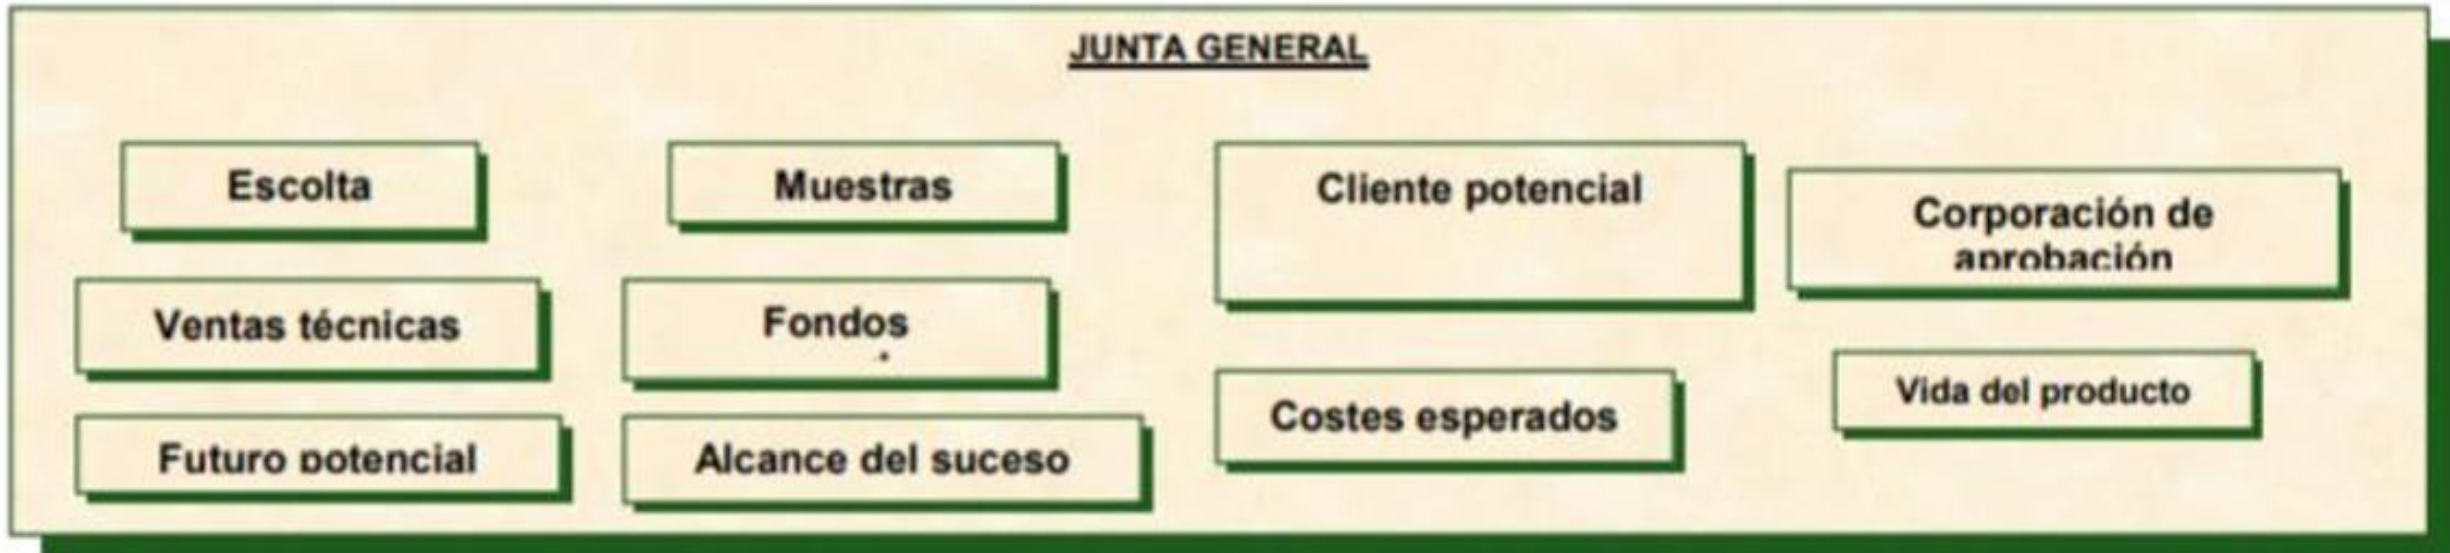 JUNTA GENERAL
Escolta
Muestras
Cliente potencial
Corporación de
aprobación
Ventas técnicas
Fondos
Vida del producto
Costes esperados
Futuro potencial
Alcance del suceso